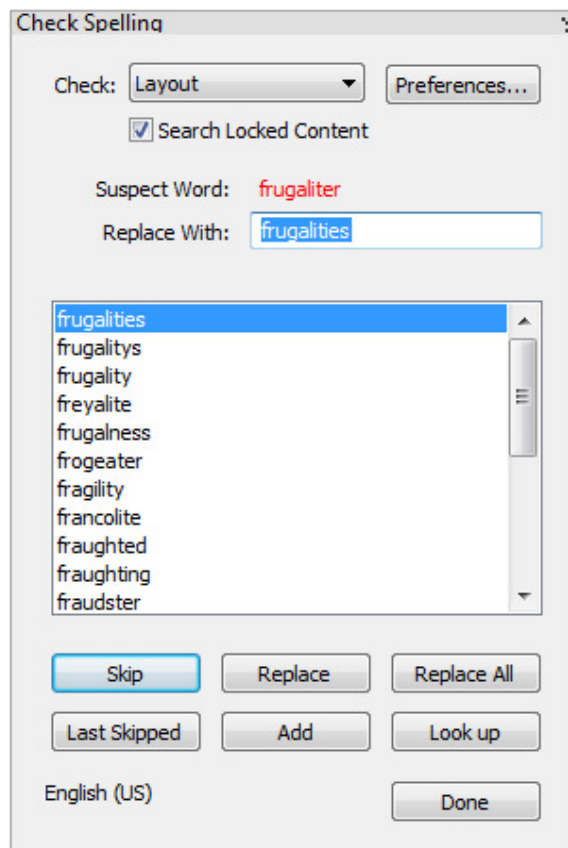 Check Spelling
Check: Layout Preferences...
Search Locked Content
Suspect Word: frugaliter
Replace With: frugalities
frugalities
frugalitys
frugality
freyalite
frugalness
frogeater
fragility
francolite
fraughted
fraughting
fraudster
Skip Replace Replace All
Last Skipped Add Look up
English (US) Done